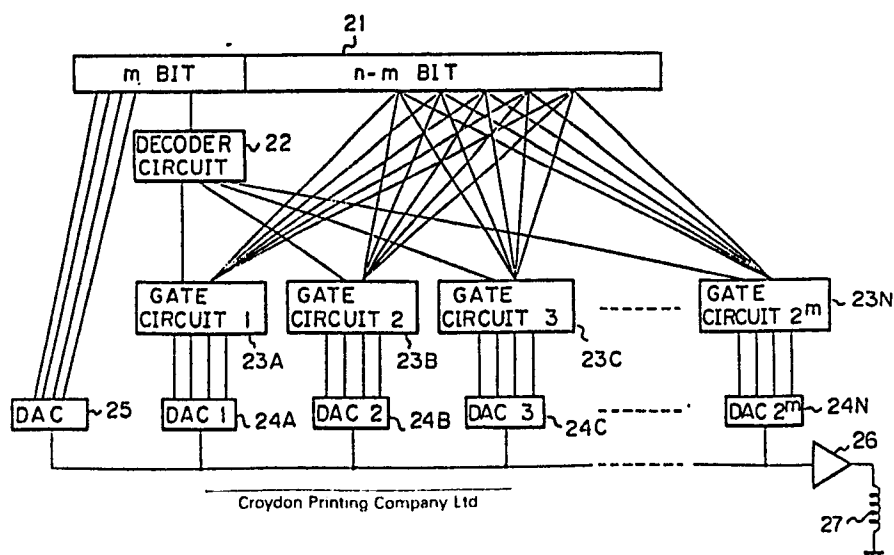 21
m BIT
n-m BIT
DECODER
CIRCUIT
22
GATE
CIRCUIT 1
GATE
CIRCUIT 2
GATE
CIRCUIT 3
GATE
CIRCUIT 2m
23N
23A
23B
23C
DAC
25
DAC 1
24A
DAC 2
24B
DAC 3
24C
DAC 2m
24N
26
27
Croydon Printing Company Ltd